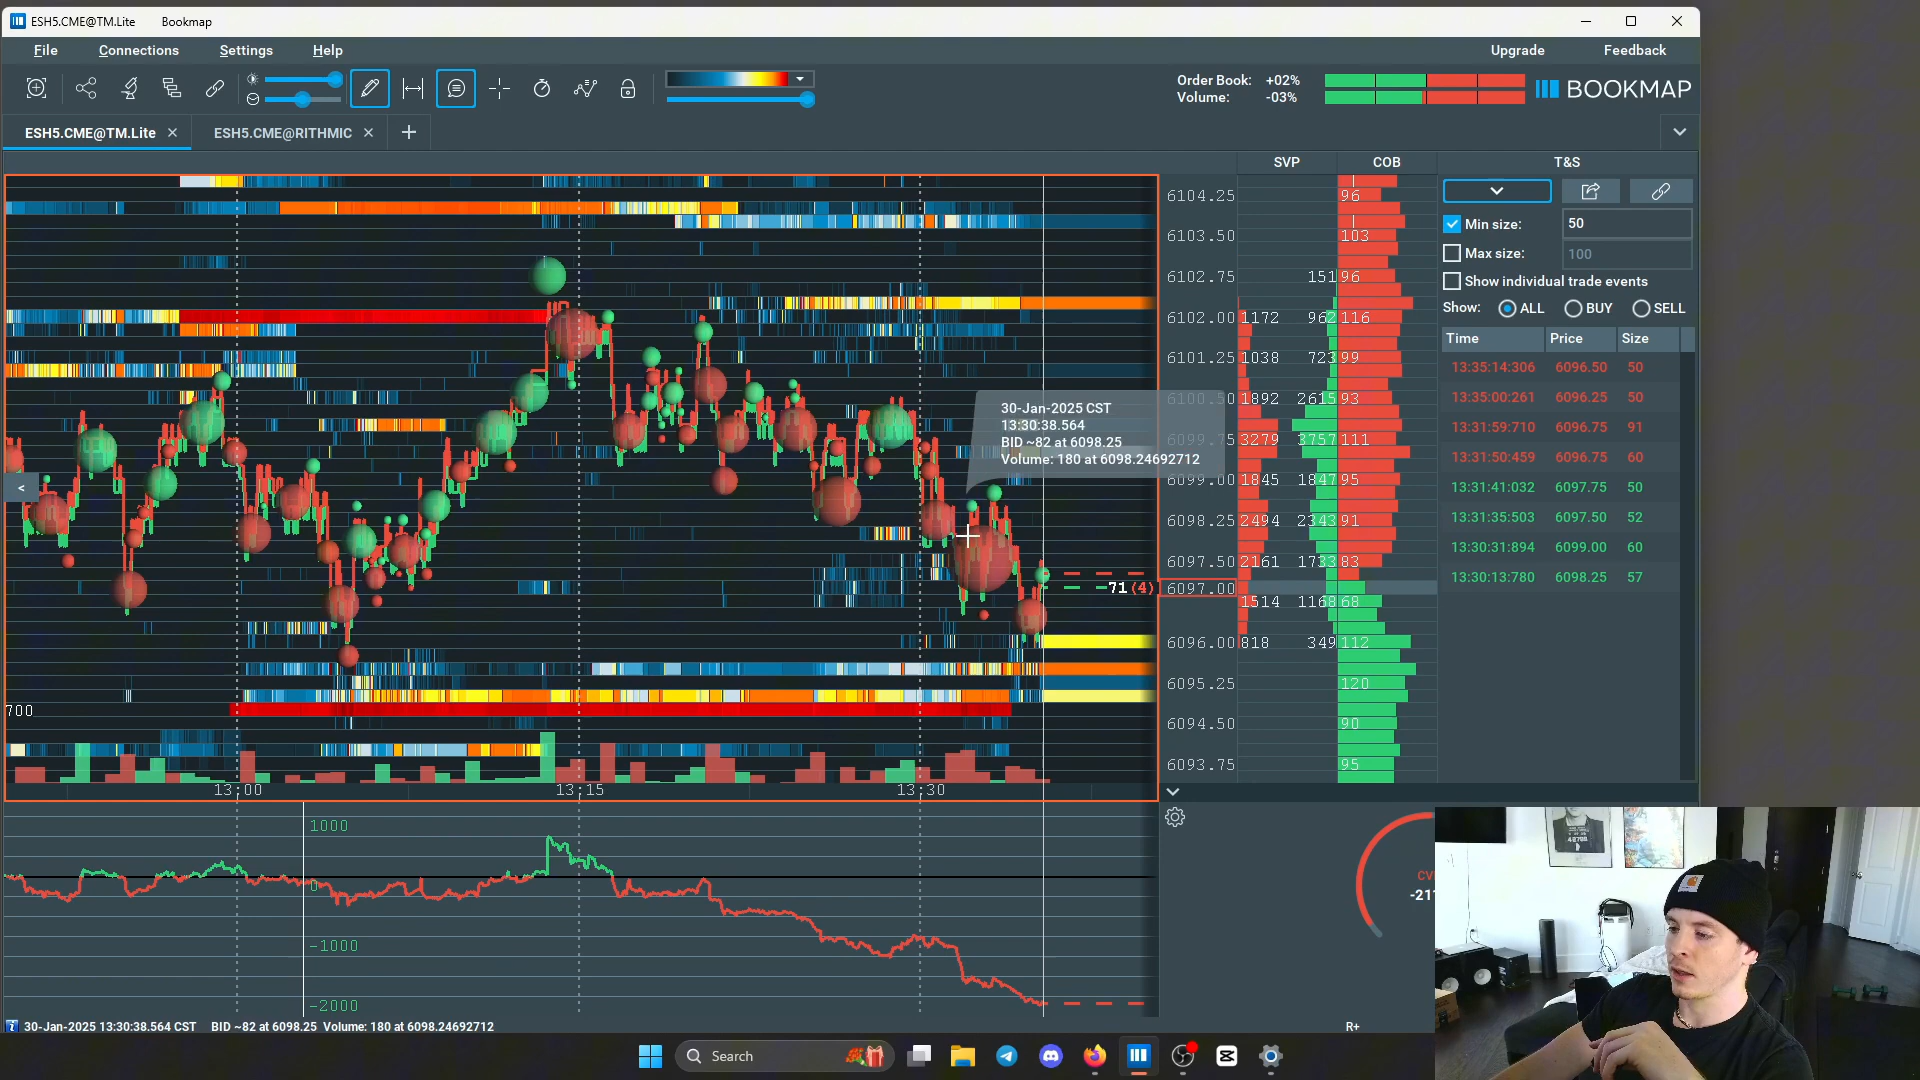 ESH5.CME@TM.Lite Bookmap
File Connections Settings Help Upgrade Feedback
Order Book: +02%
Volume: -03%
BOOKMAP
ESH5.CME@TM.Lite ESH5.CME@RITHMIC
SVP COB T&S
6104.25 96
6103.50 103
6102.75 151 96
6102.00 1172 962 116
6101.25 1038 723 99
6100.50 1892 2615 93
6099.75 3279 3757 111
6099.00 1845 1847 95
6098.25 2494 2343 91
6097.50 2161 1733 83
6097.00
1514 1168 68
6096.00 818 349 112
6095.25 120
6094.50 90
6093.75 95
30-Jan-2025 CST
13:30:38.564
BID ~82 at 6098.25
Volume: 180 at 6098.24692712
71(4)
700
13:00 13:15 13:30
Min size: 50
Max size: 100
Show individual trade events
Show: ALL BUY SELL
Time Price Size
13:35:14:306 6096.50 50
13:35:00:261 6096.25 50
13:31:59:710 6096.75 91
13:31:50:459 6096.75 60
13:31:41:032 6097.75 50
13:31:35:503 6097.50 52
13:30:31:894 6099.00 60
13:30:13:780 6098.25 57
1000
0
-1000
-2000
30-Jan-2025 13:30:38.564 CST BID ~82 at 6098.25 Volume: 180 at 6098.24692712
R+
Search